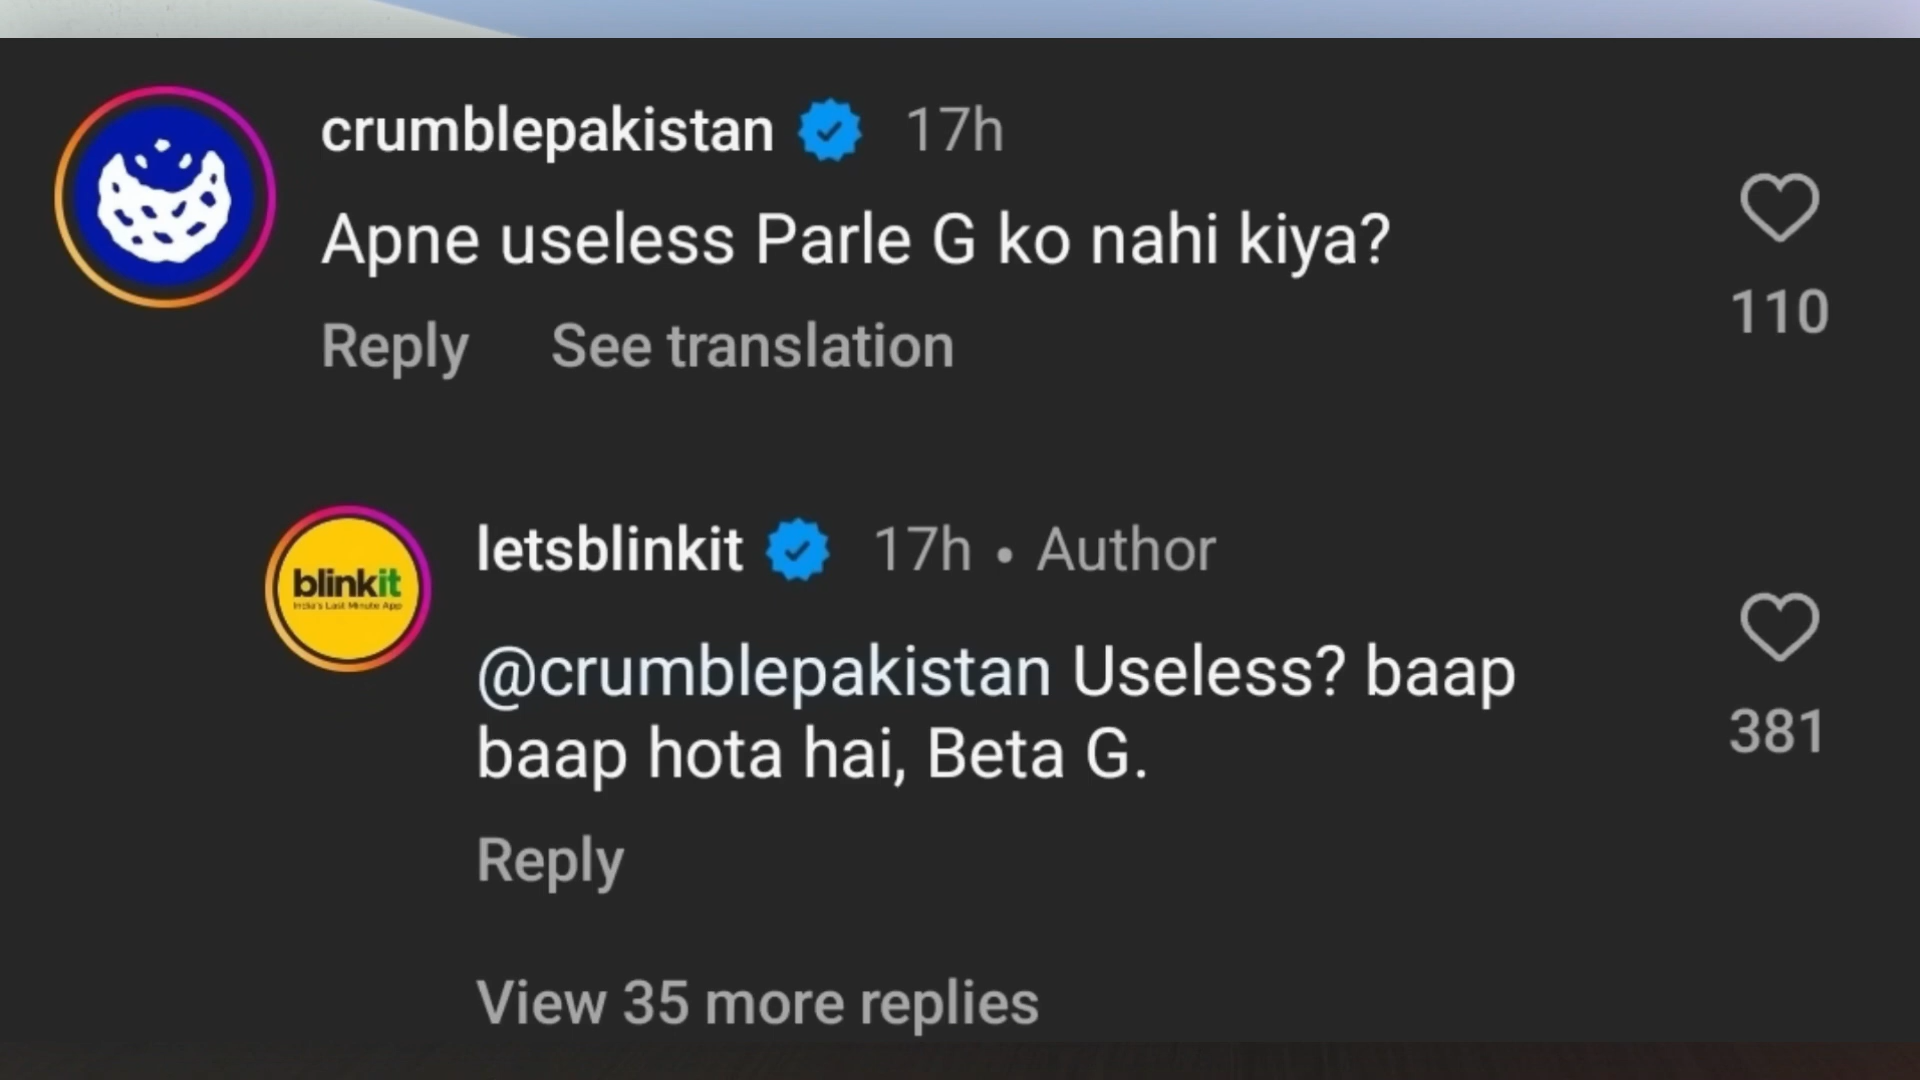 crumblepakistan 17h
Apne useless Parle G ko nahi kiya?
110
Reply See translation
blinkit
India's Last Minute App
letsblinkit 17h • Author
@crumblepakistan Useless? baap
baap hota hai, Beta G.
381
Reply
View 35 more replies